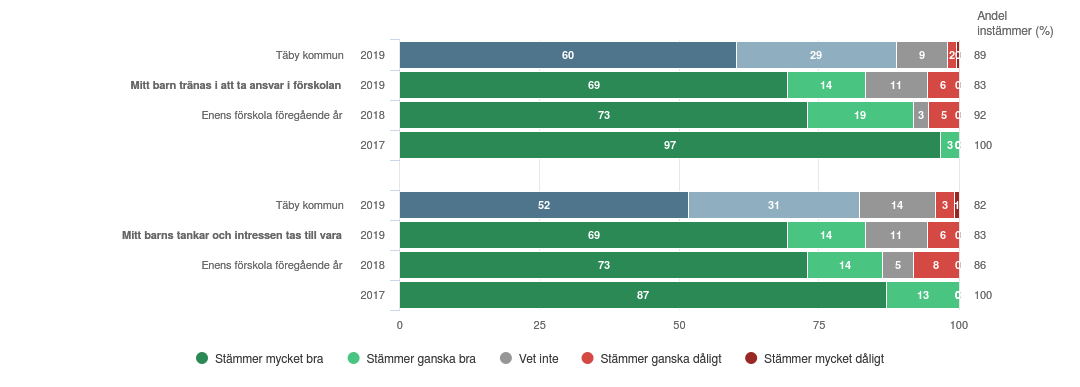 Andel
instämmer (%)
Täby kommun 2019 60 29 9 2 0 89
Mitt barn tränas i att ta ansvar i förskolan 2019 69 14 11 6 0 83
Enens förskola föregående år 2018 73 19 3 5 0 92
2017 97 3 0 100
Täby kommun 2019 52 31 14 3 1 82
Mitt barns tankar och intressen tas till vara 2019 69 14 11 6 0 83
Enens förskola föregående år 2018 73 14 5 8 0 86
2017 87 13 0 100
0 25 50 75 100
Stämmer mycket bra Stämmer ganska bra Vet inte Stämmer ganska dåligt Stämmer mycket dåligt